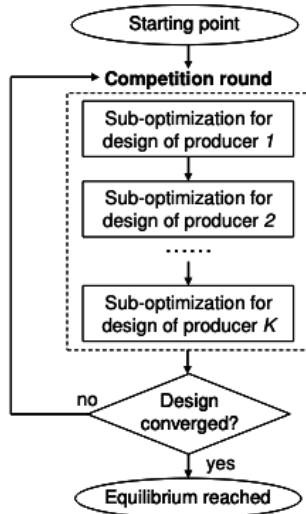 Starting point
Competition round
Sub-optimization for
design of producer 1
Sub-optimization for
design of producer 2
......
Sub-optimization for
design of producer K
no
Design
converged?
yes
Equilibrium reached